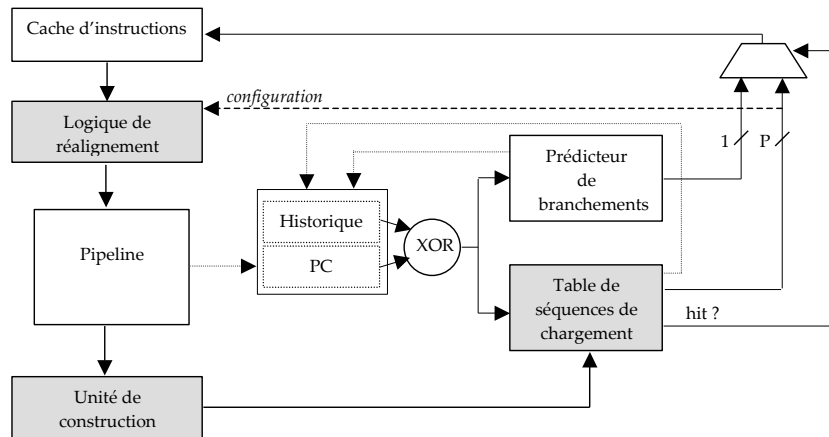 Cache d'instructions
configuration
Logique de
réalignement
1
P
Prédicteur
de
branchements
Historique
XOR
Pipeline
PC
Table de
séquences de
chargement
hit ?
Unité de
construction